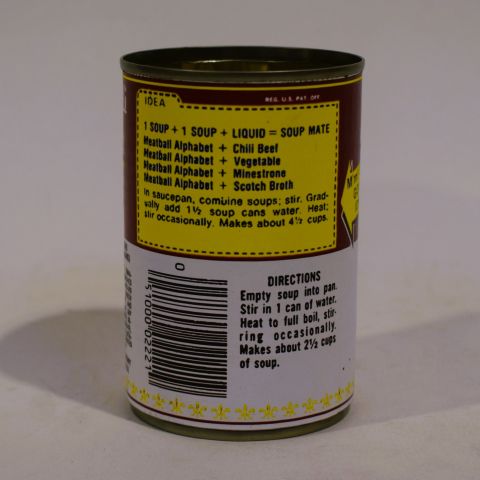 IDEA
REG. U.S. PAT. OFF
1 SOUP + 1 SOUP + LIQUID = SOUP MATE
Meatball Alphabet + Chili Beef
Meatball Alphabet + Vegetable
Meatball Alphabet + Minestrone
Meatball Alphabet + Scotch Broth
In saucepan, combine soups; stir. Grad-
ually add 1½ soup cans water. Heat;
stir occasionally. Makes about 4½ cups.
DIRECTIONS
Empty soup into pan.
Stir in 1 can of water.
Heat to full boil, stir-
ring occasionally.
Makes about 2½ cups
of soup.
0
51000 02221